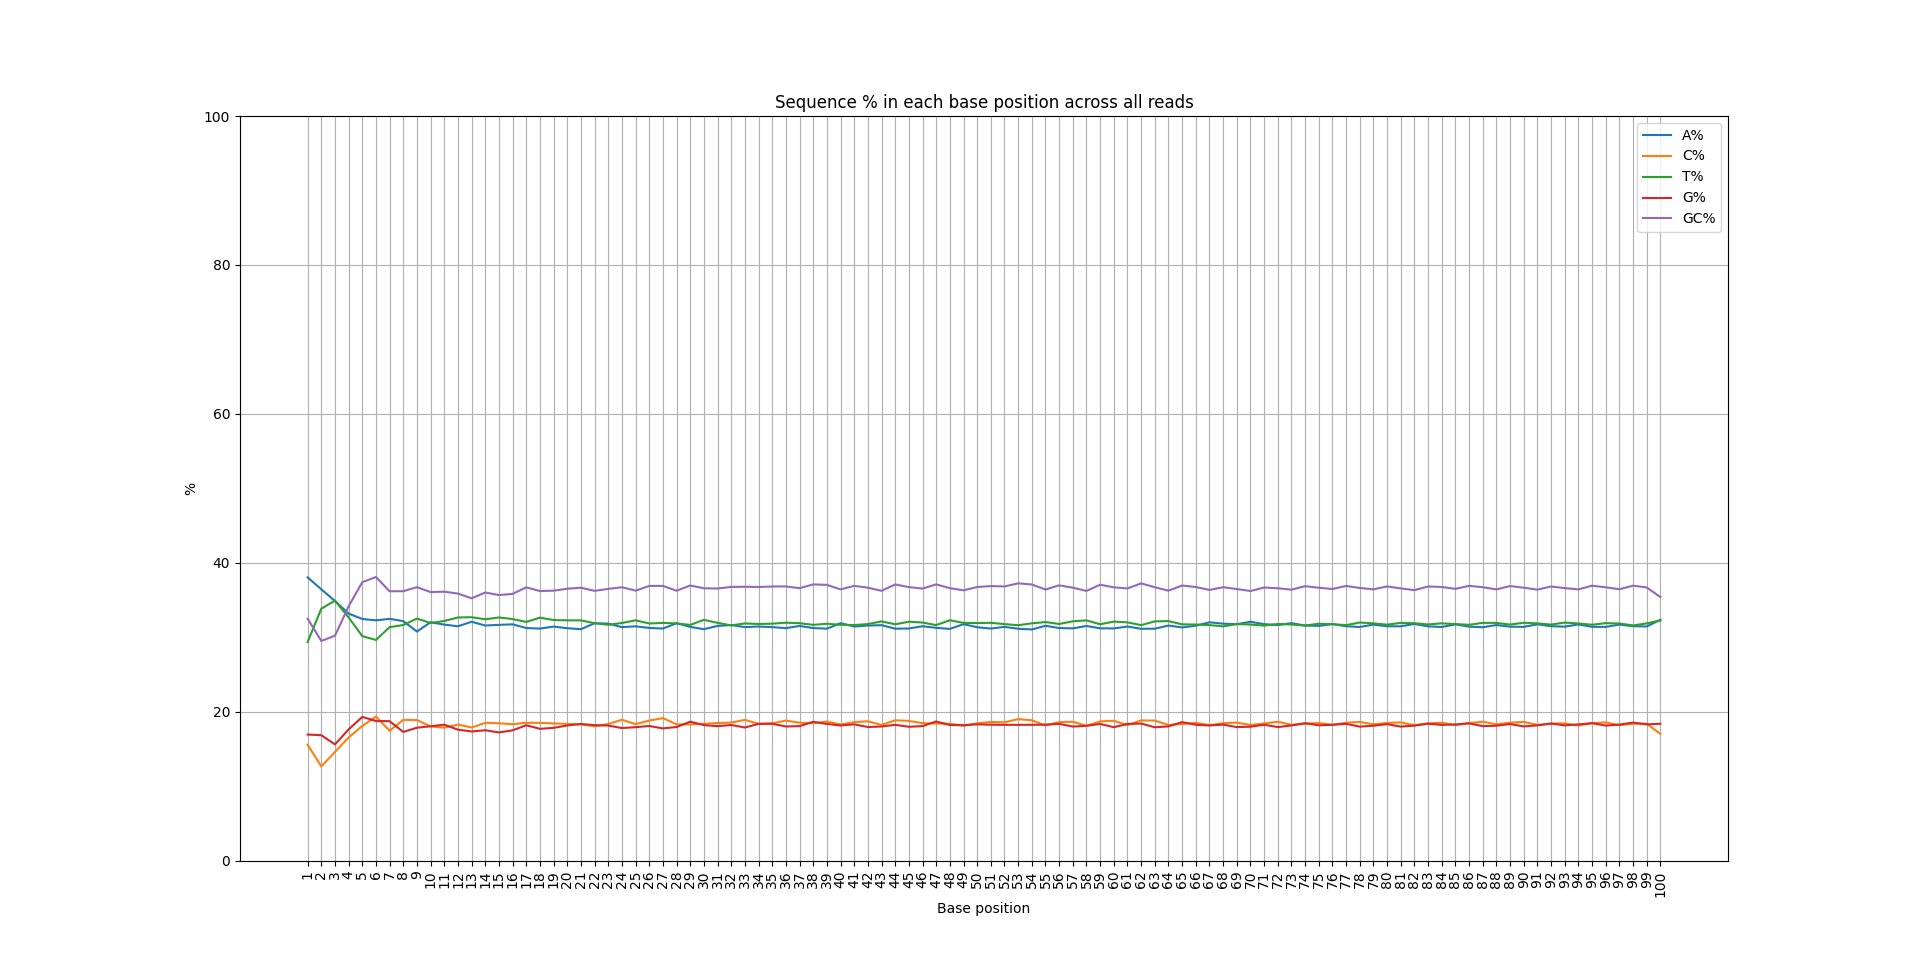 Sequence % in each base position across all reads
100
80
60
40
20
0
%
A%
C%
T%
G%
GC%
1 2 3 4 5 6 7 8 9 10 11 12 13 14 15 16 17 18 19 20 21 22 23 24 25 26 27 28 29 30 31 32 33 34 35 36 37 38 39 40 41 42 43 44 45 46 47 48 49 50 51 52 53 54 55 56 57 58 59 60 61 62 63 64 65 66 67 68 69 70 71 72 73 74 75 76 77 78 79 80 81 82 83 84 85 86 87 88 89 90 91 92 93 94 95 96 97 98 99 100
Base position